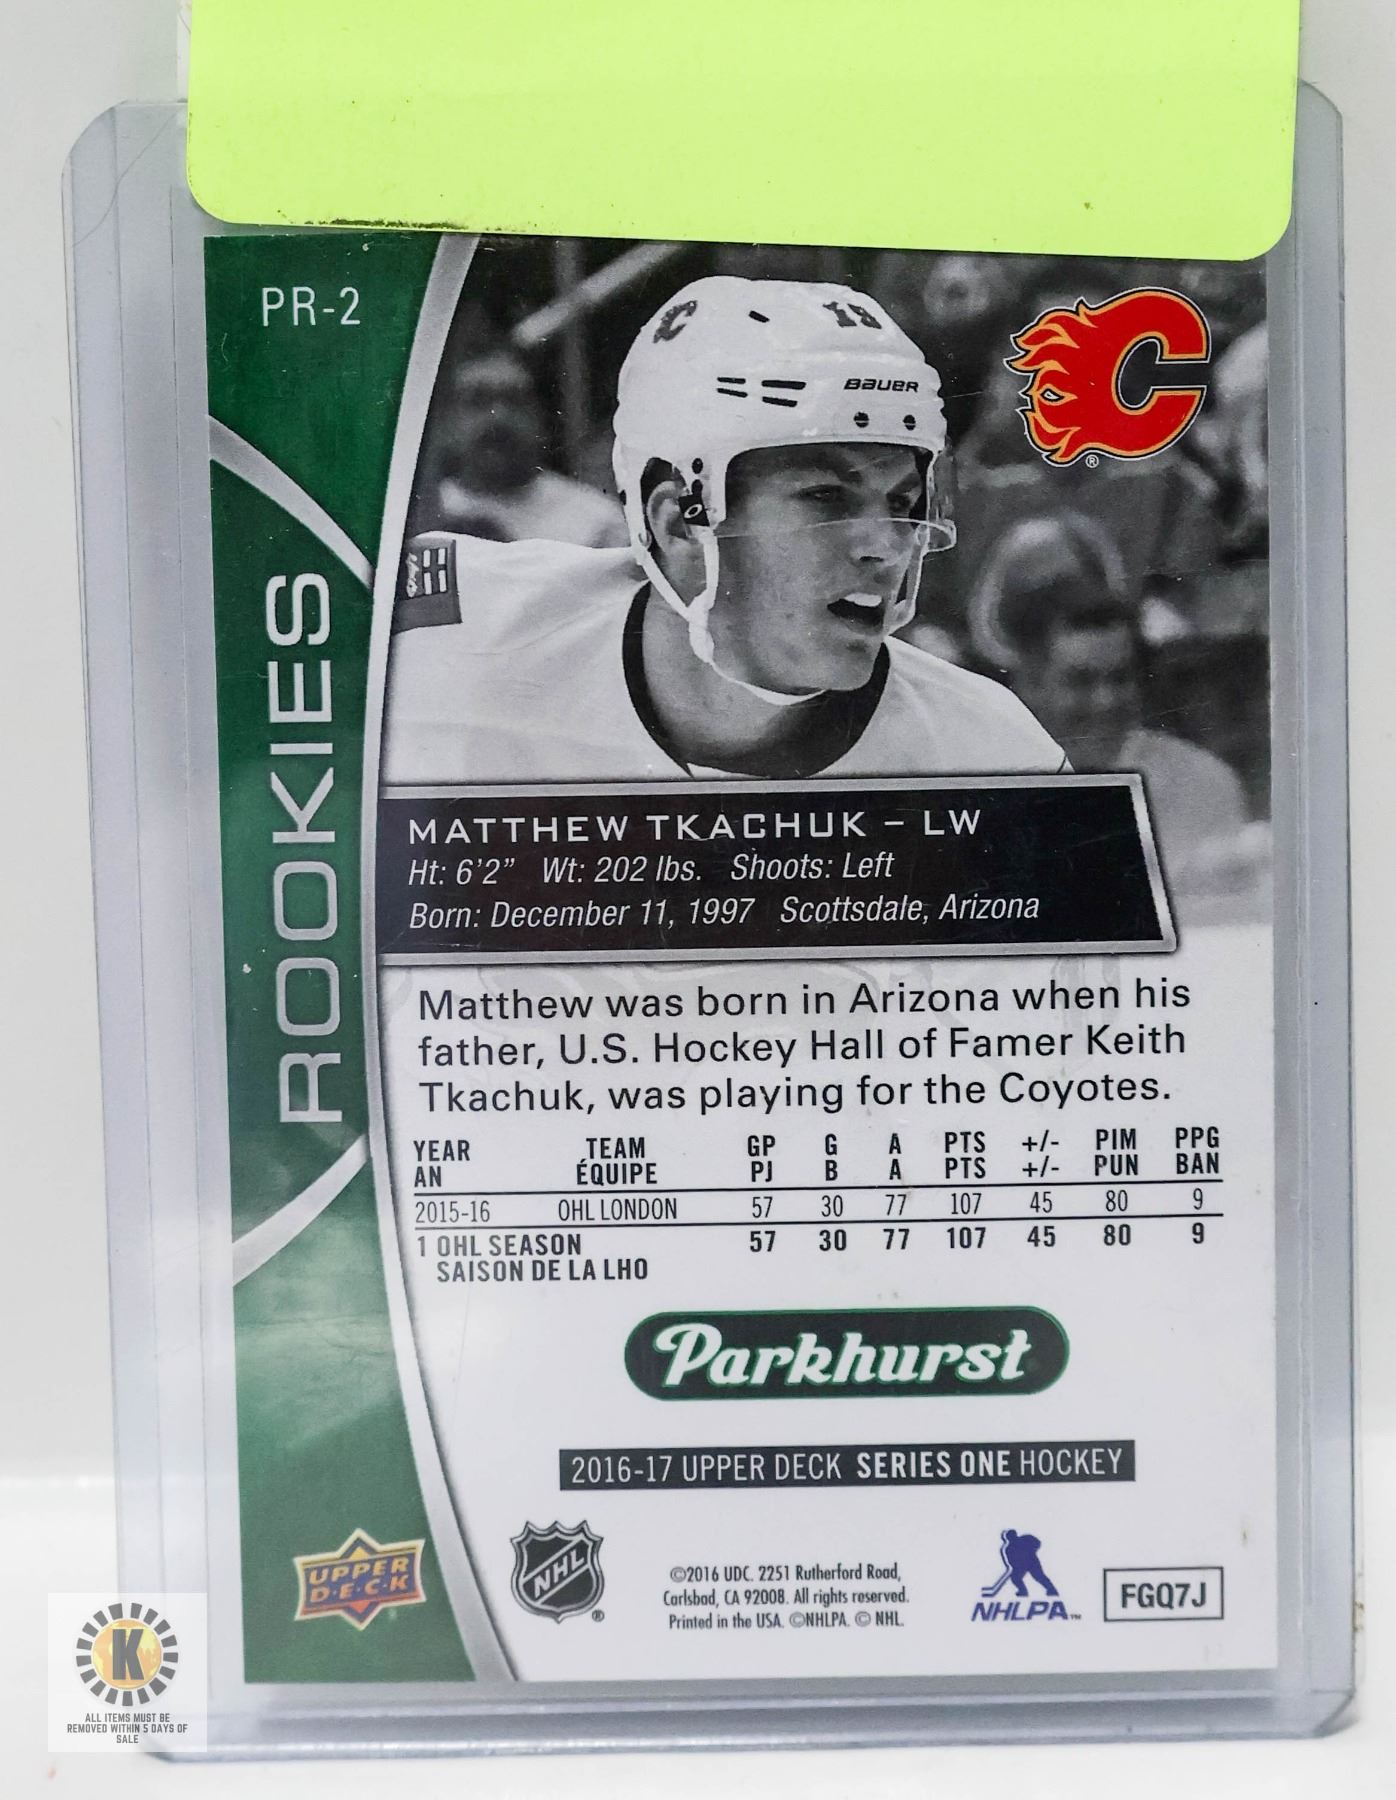 PR-2
C
19
BAUER
C
®
ROOKIES
MATTHEW TKACHUK – LW
Ht: 6'2" Wt: 202 lbs. Shoots: Left
Born: December 11, 1997 Scottsdale, Arizona
Matthew was born in Arizona when his
father, U.S. Hockey Hall of Famer Keith
Tkachuk, was playing for the Coyotes.
YEAR TEAM GP G A PTS +/- PIM PPG
AN ÉQUIPE PJ B A PTS +/- PUN BAN
2015-16 OHL LONDON 57 30 77 107 45 80 9
1 OHL SEASON 57 30 77 107 45 80 9
SAISON DE LA LHO
Parkhurst
2016-17 UPPER DECK SERIES ONE HOCKEY
UPPER
D·E·C·K
NHL
®
©2016 UDC. 2251 Rutherford Road,
Carlsbad, CA 92008. All rights reserved.
Printed in the USA. ©NHLPA. © NHL.
NHLPA™
FGQ7J
K
ALL ITEMS MUST BE
REMOVED WITHIN 5 DAYS OF
SALE